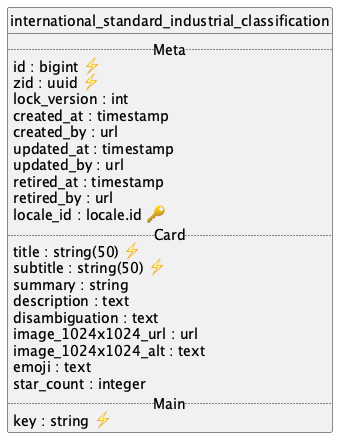 international_standard_industrial_classification
Meta
id : bigint ⚡
zid : uuid ⚡
lock_version : int
created_at : timestamp
created_by : url
updated_at : timestamp
updated_by : url
retired_at : timestamp
retired_by : url
locale_id : locale.id 🔑
Card
title : string(50) ⚡
subtitle : string(50) ⚡
summary : string
description : text
disambiguation : text
image_1024x1024_url : url
image_1024x1024_alt : text
emoji : text
star_count : integer
Main
key : string ⚡